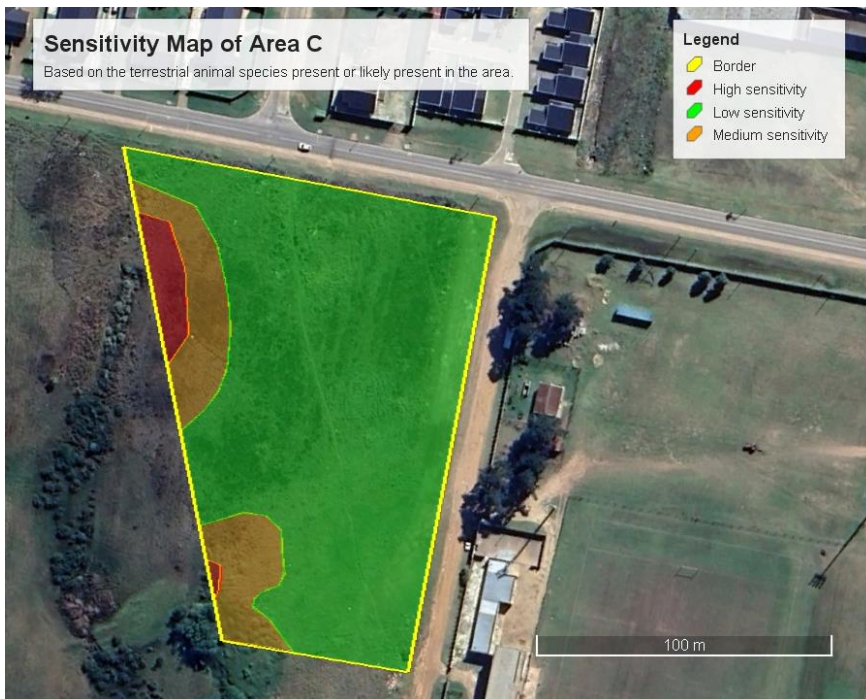 Sensitivity Map of Area C
Based on the terrestrial animal species present or likely present in the area.
Legend
Border
High sensitivity
Low sensitivity
Medium sensitivity
100 m